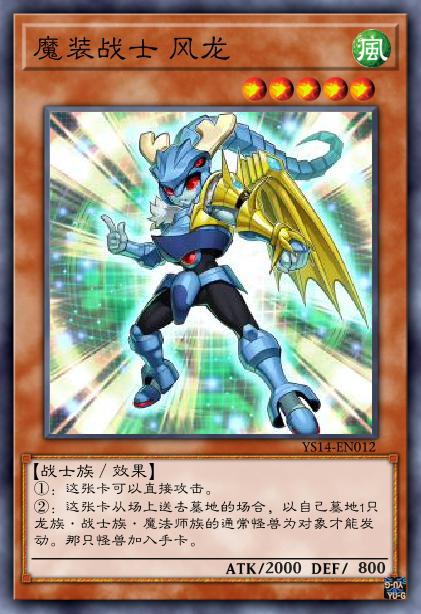 魔装战士 风龙
風
YS14-EN012
【战士族／效果】
①：这张卡可以直接攻击。
②：这张卡从场上送去墓地的场合，以自己墓地1只
龙族·战士族·魔法师族的通常怪兽为对象才能发
动。那只怪兽加入手卡。
ATK/2000 DEF/ 800